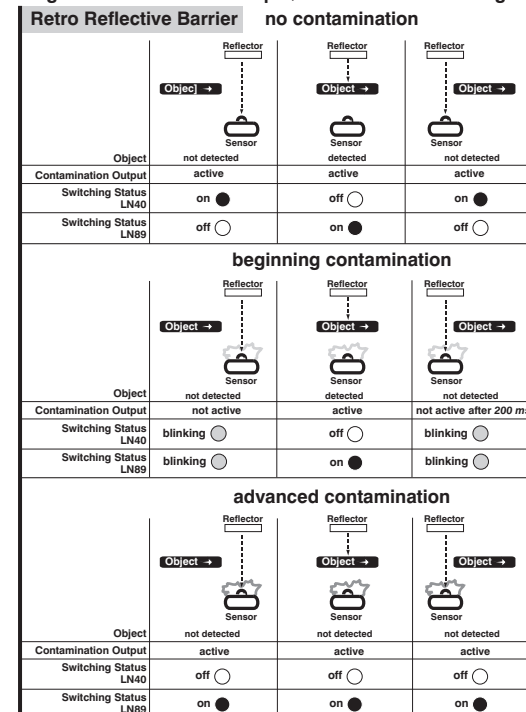 Retro Reflective Barrier no contamination
Reflector Reflector Reflector
Objec] → Object → Object →
Sensor Sensor Sensor
Object not detected detected not detected
Contamination Output active active active
Switching Status
LN40 on off on
Switching Status
LN89 off on off
beginning contamination
Reflector Reflector Reflector
Object → Object → Object →
Sensor Sensor Sensor
Object not detected detected not detected
Contamination Output not active active not active after 200 ms
Switching Status
LN40 blinking off blinking
Switching Status
LN89 blinking on blinking
advanced contamination
Reflector Reflector Reflector
Object → Object → Object →
Sensor Sensor Sensor
Object not detected not detected not detected
Contamination Output active active active
Switching Status
LN40 off off off
Switching Status
LN89 on on on